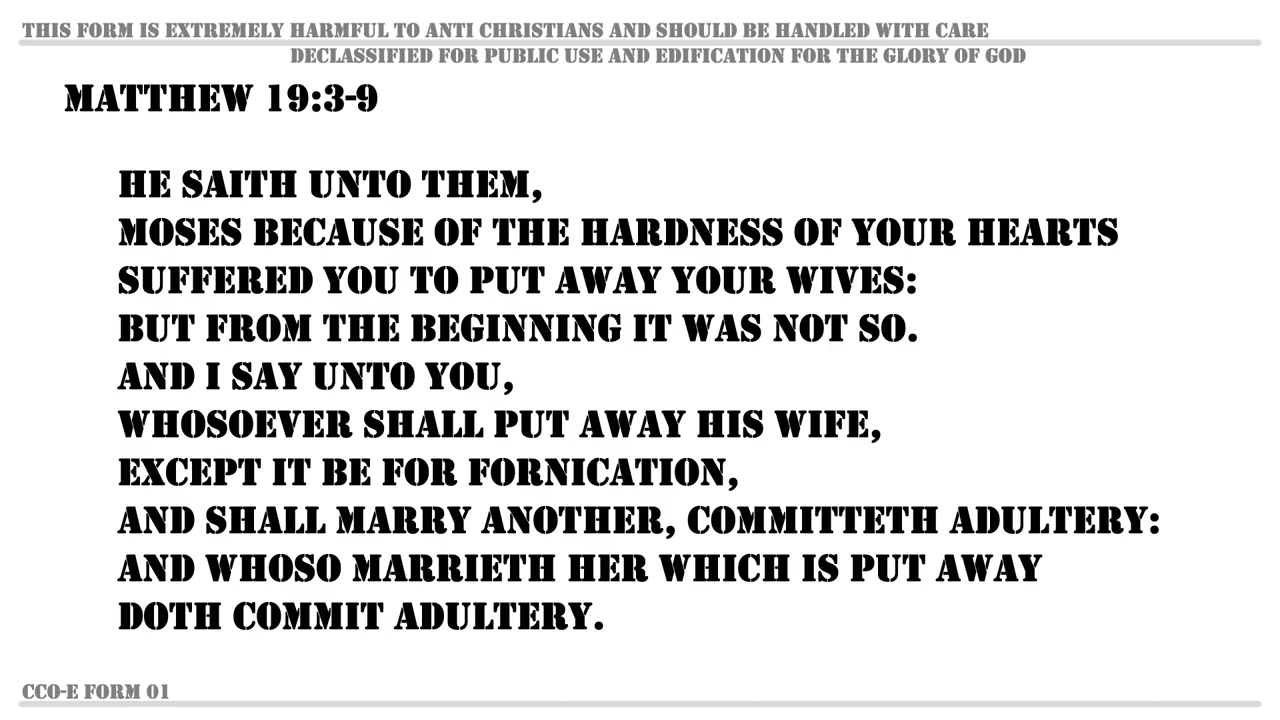 THIS FORM IS EXTREMELY HARMFUL TO ANTI CHRISTIANS AND SHOULD BE HANDLED WITH CARE
DECLASSIFIED FOR PUBLIC USE AND EDIFICATION FOR THE GLORY OF GOD
MATTHEW 19:3-9
HE SAITH UNTO THEM,
MOSES BECAUSE OF THE HARDNESS OF YOUR HEARTS
SUFFERED YOU TO PUT AWAY YOUR WIVES:
BUT FROM THE BEGINNING IT WAS NOT SO.
AND I SAY UNTO YOU,
WHOSOEVER SHALL PUT AWAY HIS WIFE,
EXCEPT IT BE FOR FORNICATION,
AND SHALL MARRY ANOTHER, COMMITTETH ADULTERY:
AND WHOSO MARRIETH HER WHICH IS PUT AWAY
DOTH COMMIT ADULTERY.
CCO-E FORM 01